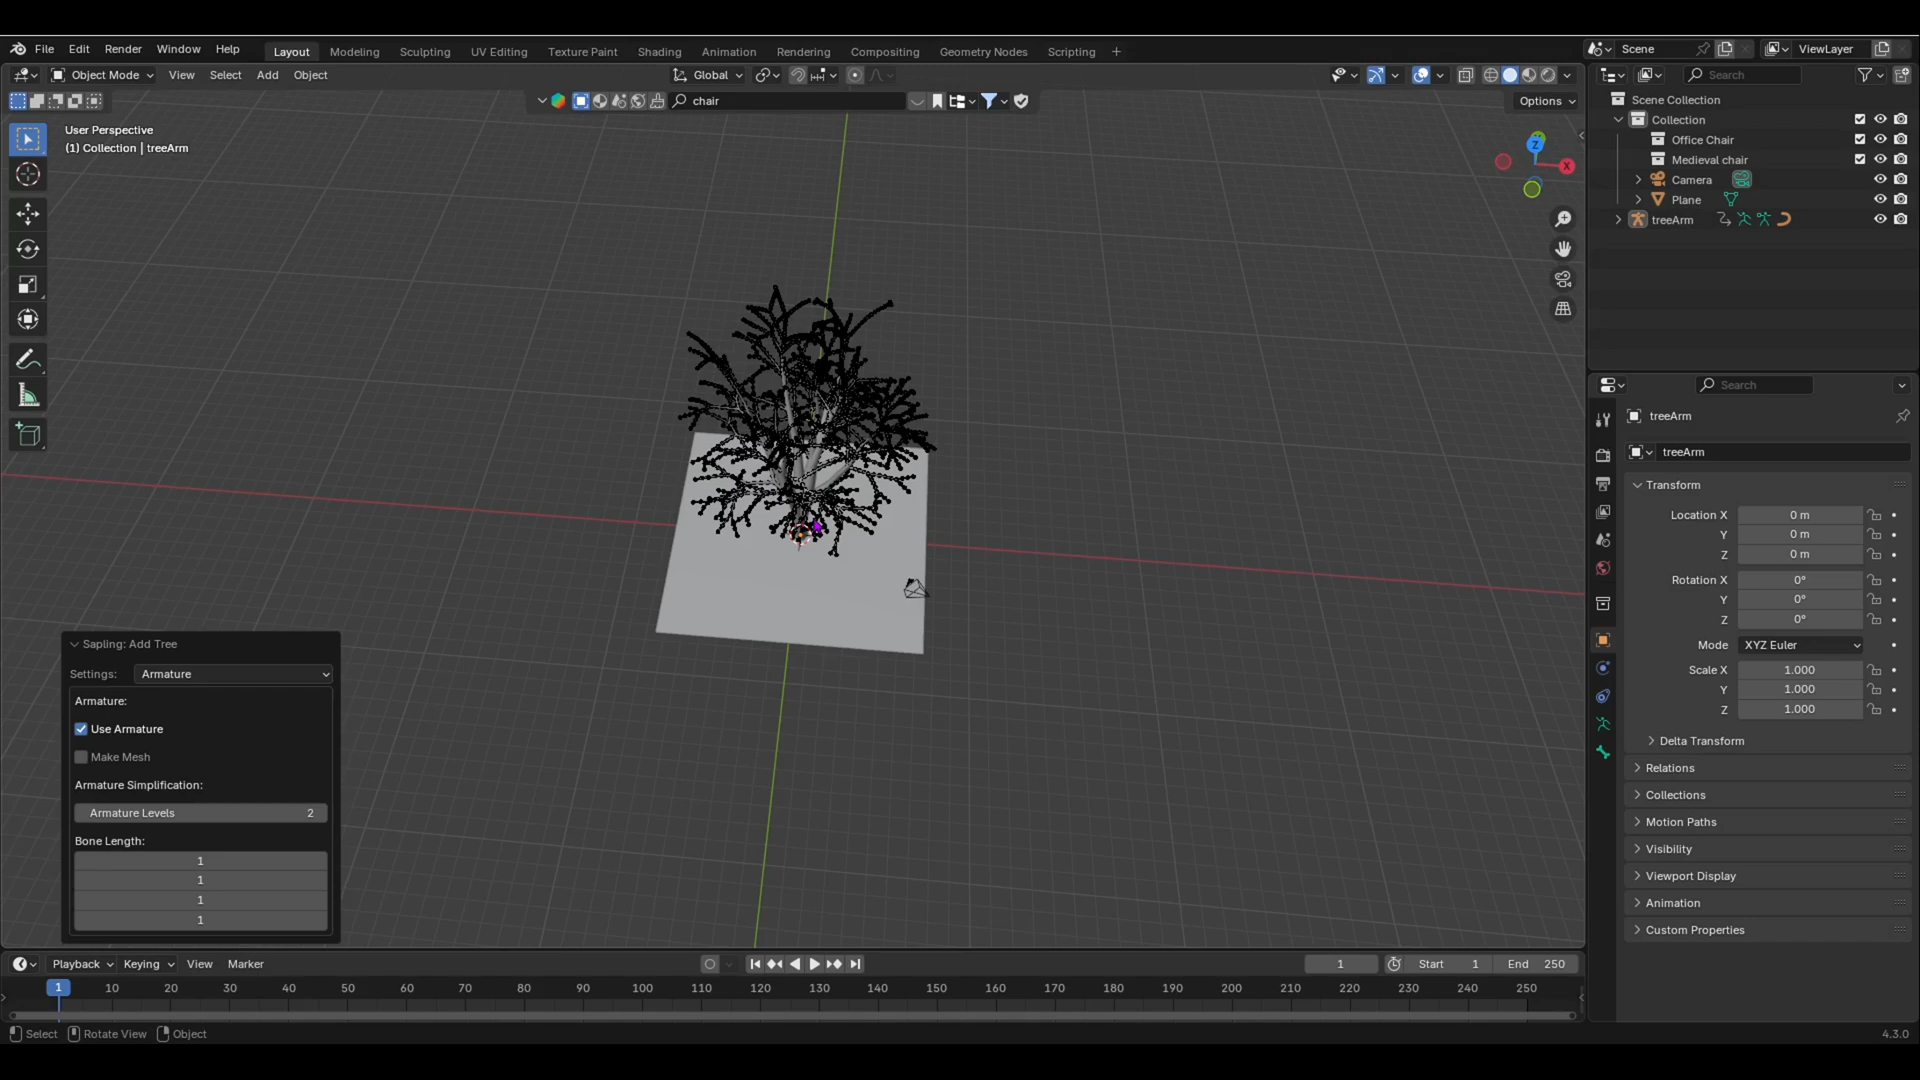 File Edit Render Window Help Layout Modeling Sculpting UV Editing Texture Paint Shading Animation Rendering Compositing Geometry Nodes Scripting + Scene ViewLayer
Object Mode View Select Add Object Global Search
chair Options
User Perspective
(1) Collection | treeArm
Z
X
Scene Collection
Collection
Office Chair
Medieval chair
Camera
Plane
treeArm
Search
treeArm
treeArm
Transform
Location X 0 m
Y 0 m
Z 0 m
Rotation X 0°
Y 0°
Z 0°
Mode XYZ Euler
Scale X 1.000
Y 1.000
Z 1.000
Delta Transform
Relations
Collections
Motion Paths
Visibility
Viewport Display
Animation
Custom Properties
Sapling: Add Tree
Settings: Armature
Armature:
Use Armature
Make Mesh
Armature Simplification:
Armature Levels 2
Bone Length:
1
1
1
1
Playback Keying View Marker 1 Start 1 End 250
1 10 20 30 40 50 60 70 80 90 100 110 120 130 140 150 160 170 180 190 200 210 220 230 240 250
Select Rotate View Object 4.3.0